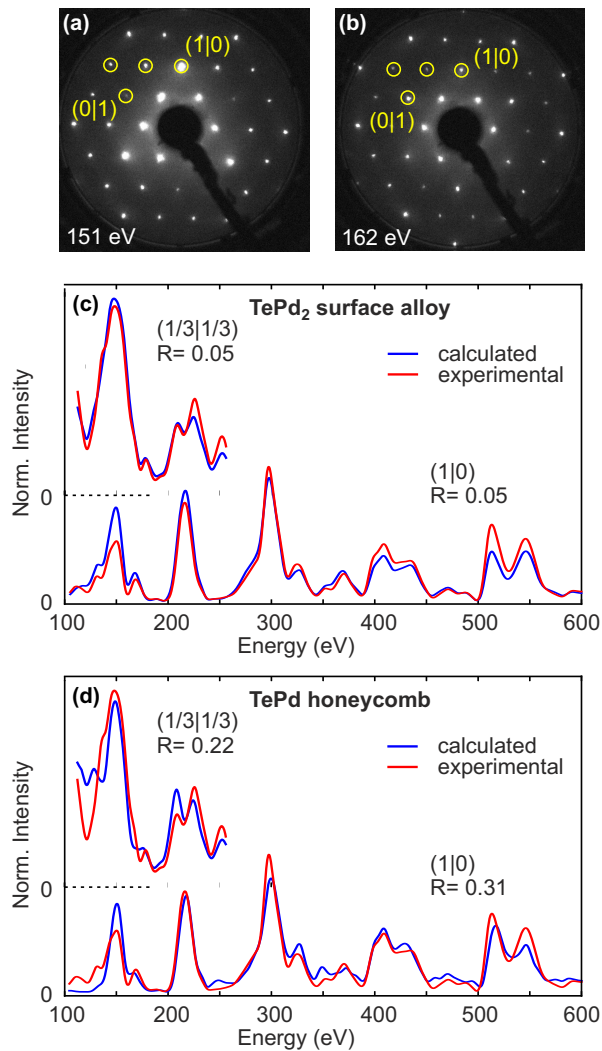 (a)
(1|0)
(0|1)
151 eV
(b)
(1|0)
(0|1)
162 eV
(c)
TePd₂ surface alloy
(1/3|1/3)
R= 0.05
calculated
experimental
Norm. Intensity
0
(1|0)
R= 0.05
0
100 200 300 400 500 600
Energy (eV)
(d)
TePd honeycomb
(1/3|1/3)
R= 0.22
calculated
experimental
Norm. Intensity
0
(1|0)
R= 0.31
0
100 200 300 400 500 600
Energy (eV)